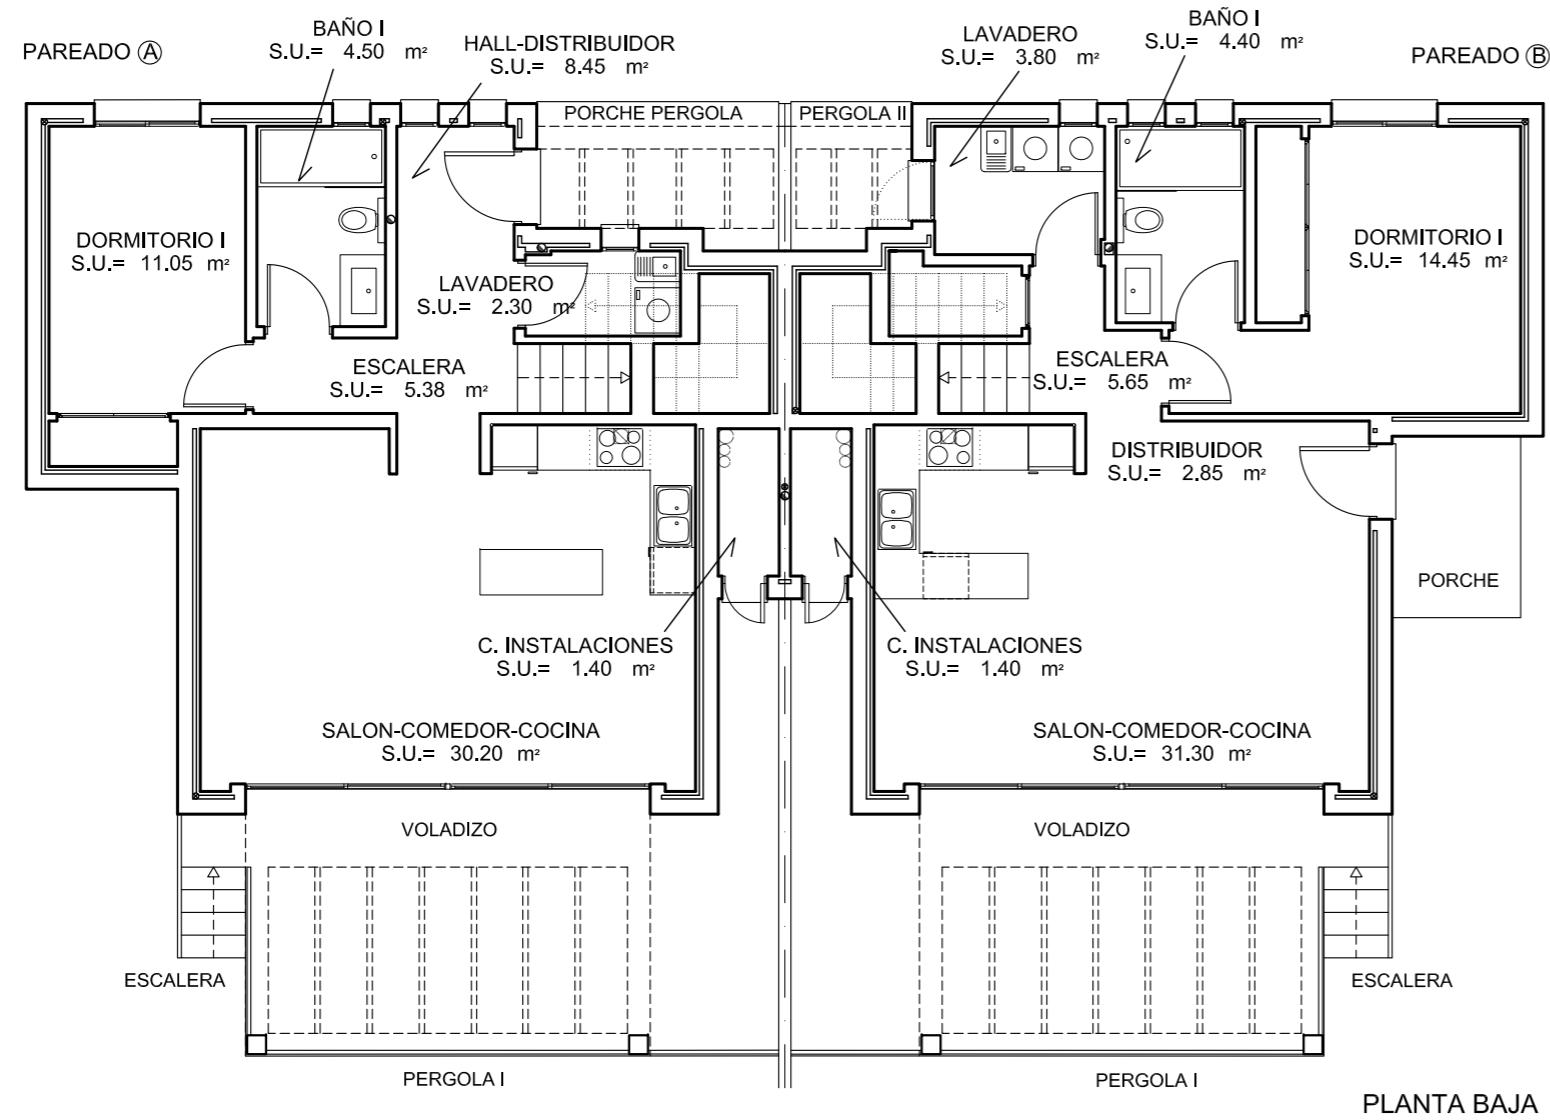 PAREADO A
BAÑO I
S.U.= 4.50 m²
HALL-DISTRIBUIDOR
S.U.= 8.45 m²
LAVADERO
S.U.= 3.80 m²
BAÑO I
S.U.= 4.40 m²
PAREADO B
PORCHE PERGOLA
PERGOLA II
DORMITORIO I
S.U.= 11.05 m²
DORMITORIO I
S.U.= 14.45 m²
LAVADERO
S.U.= 2.30 m²
ESCALERA
S.U.= 5.38 m²
ESCALERA
S.U.= 5.65 m²
DISTRIBUIDOR
S.U.= 2.85 m²
PORCHE
C. INSTALACIONES
S.U.= 1.40 m²
C. INSTALACIONES
S.U.= 1.40 m²
SALON-COMEDOR-COCINA
S.U.= 30.20 m²
SALON-COMEDOR-COCINA
S.U.= 31.30 m²
VOLADIZO
VOLADIZO
ESCALERA
ESCALERA
PERGOLA I
PERGOLA I
PLANTA BAJA